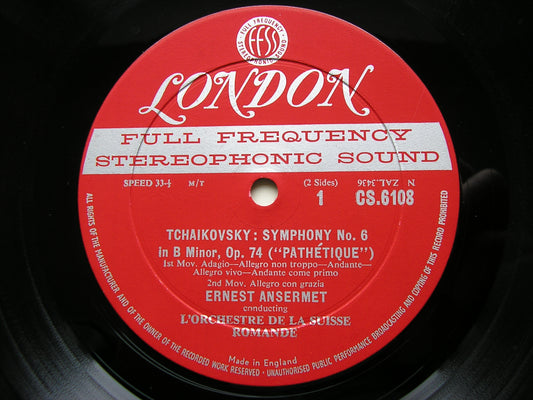 FULL FREQUENCY
ffss
STEREOPHONIC SOUND
LONDON
FULL FREQUENCY
STEREOPHONIC SOUND
SPEED 33-⅓ M/T (2 Sides) N ZAL.3436
1 CS.6108
TCHAIKOVSKY: SYMPHONY No. 6
in B Minor, Op. 74 ("PATHÉTIQUE")
1st Mov. Adagio—Allegro non troppo—Andante—
Allegro vivo—Andante come primo
2nd Mov. Allegro con grazia
ERNEST ANSERMET
conducting
L'ORCHESTRE DE LA SUISSE
ROMANDE
Made in England
ALL RIGHTS OF THE MANUFACTURER AND OF THE OWNER OF THE RECORDED WORK RESERVED • UNAUTHORISED PUBLIC PERFORMANCE BROADCASTING AND COPYING OF THIS RECORD PROHIBITED